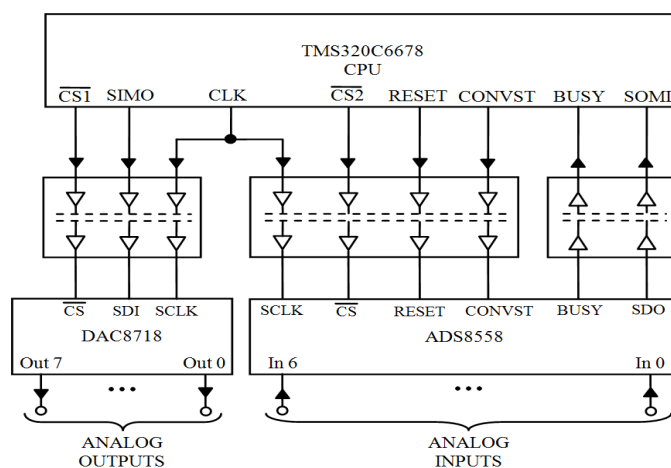 TMS320C6678
CPU
CS1 SIMO CLK CS2 RESET CONVST BUSY SOMI
CS SDI SCLK SCLK CS RESET CONVST BUSY SDO
DAC8718 ADS8558
Out 7 ... Out 0 In 6 ... In 0
ANALOG OUTPUTS
ANALOG INPUTS